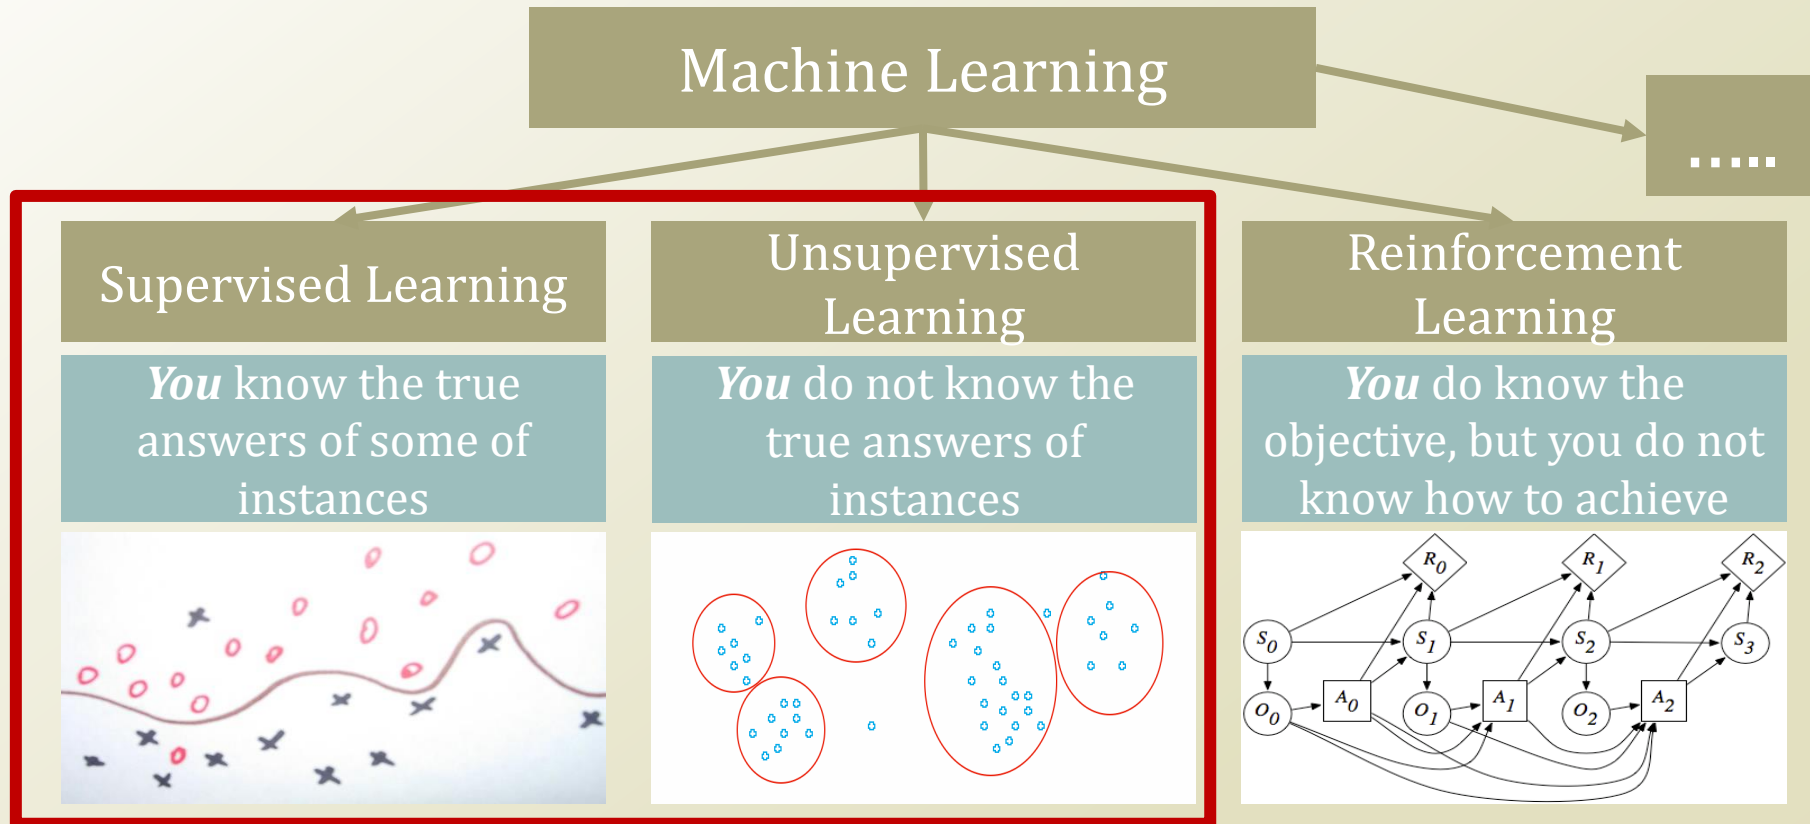 Machine Learning
.....
Supervised Learning
Unsupervised
Learning
Reinforcement
Learning
You know the true
answers of some of
instances
You do not know the
true answers of
instances
You do know the
objective, but you do not
know how to achieve
R0
R1
R2
S0
S1
S2
S3
O0
A0
O1
A1
O2
A2